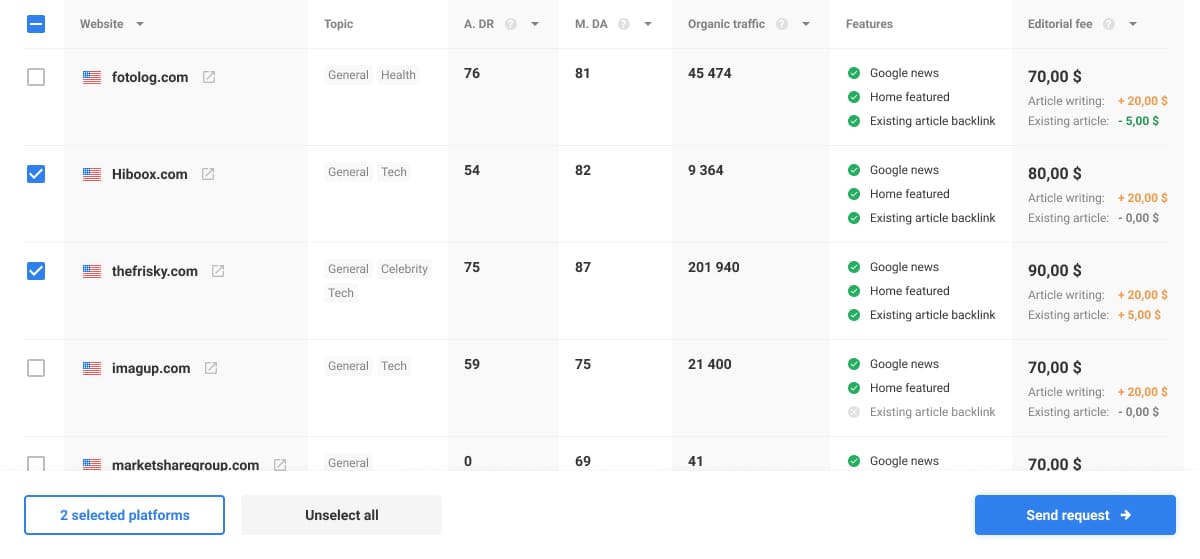 Website Topic A. DR ? M. DA ? Organic traffic ? Features Editorial fee ?
fotolog.com General Health 76 81 45 474 Google news 70,00 $
Home featured Article writing: + 20,00 $
Existing article backlink Existing article: - 5,00 $
Hiboox.com General Tech 54 82 9 364 Google news 80,00 $
Home featured Article writing: + 20,00 $
Existing article backlink Existing article: - 0,00 $
thefrisky.com General Celebrity 75 87 201 940 Google news 90,00 $
Tech Home featured Article writing: + 20,00 $
Existing article backlink Existing article: + 5,00 $
imagup.com General Tech 59 75 21 400 Google news 70,00 $
Home featured Article writing: + 20,00 $
Existing article backlink Existing article: - 0,00 $
marketsharegroup.com General 0 69 41 Google news 70,00 $
2 selected platforms Unselect all Send request